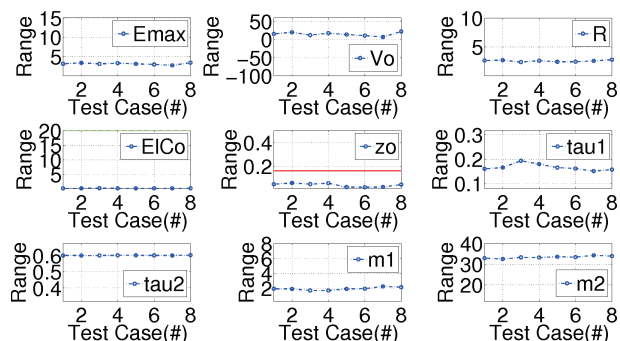 15
10
5
Range
Emax
2 4 6 8
Test Case(#)
50
0
-50
-100
Range
Vo
2 4 6 8
Test Case(#)
10
5
Range
R
2 4 6 8
Test Case(#)
20
15
10
5
0
Range
ElCo
2 4 6 8
Test Case(#)
0.4
0.2
Range
zo
2 4 6 8
Test Case(#)
0.3
0.2
0.1
Range
tau1
2 4 6 8
Test Case(#)
0.6
0.5
0.4
Range
tau2
2 4 6 8
Test Case(#)
8
6
4
2
Range
m1
2 4 6 8
Test Case(#)
40
30
20
Range
m2
2 4 6 8
Test Case(#)